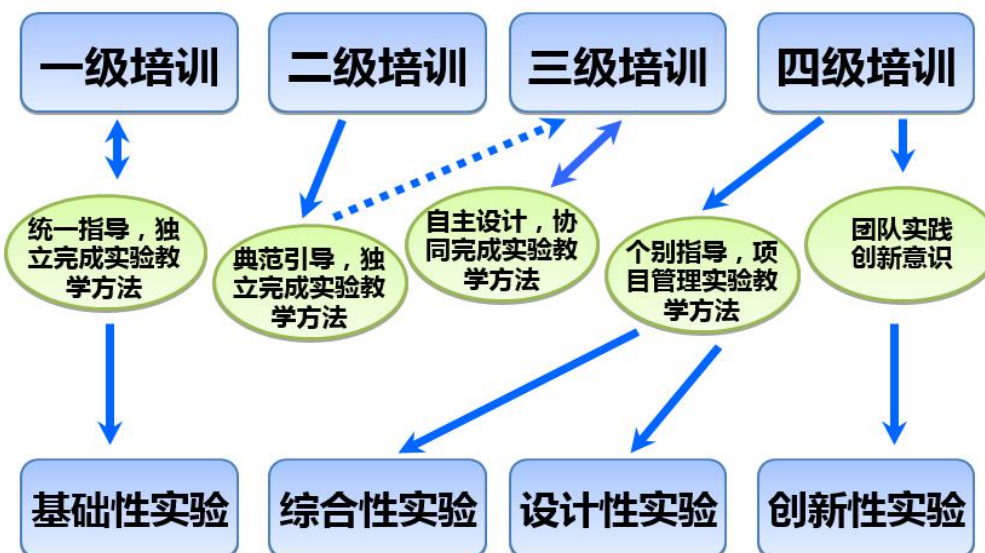 一级培训
二级培训
三级培训
四级培训
统一指导，独
立完成实验教
学方法
典范引导，独
立完成实验教
学方法
自主设计，协
同完成实验教
学方法
个别指导，项
目管理实验教
学方法
团队实践
创新意识
基础性实验
综合性实验
设计性实验
创新性实验